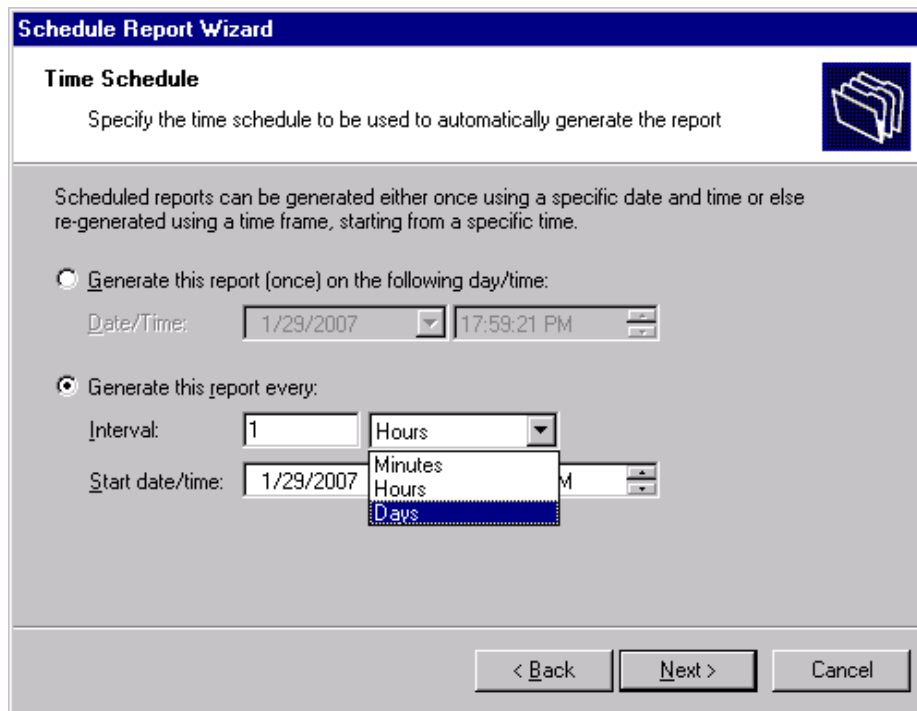 Schedule Report Wizard
Time Schedule
Specify the time schedule to be used to automatically generate the report
Scheduled reports can be generated either once using a specific date and time or else
re-generated using a time frame, starting from a specific time.
Generate this report (once) on the following day/time:
Date/Time: 1/29/2007 17:59:21 PM
Generate this report every:
Interval: 1 Hours
Minutes
Start date/time: 1/29/2007 M
Hours
Days
< Back Next > Cancel